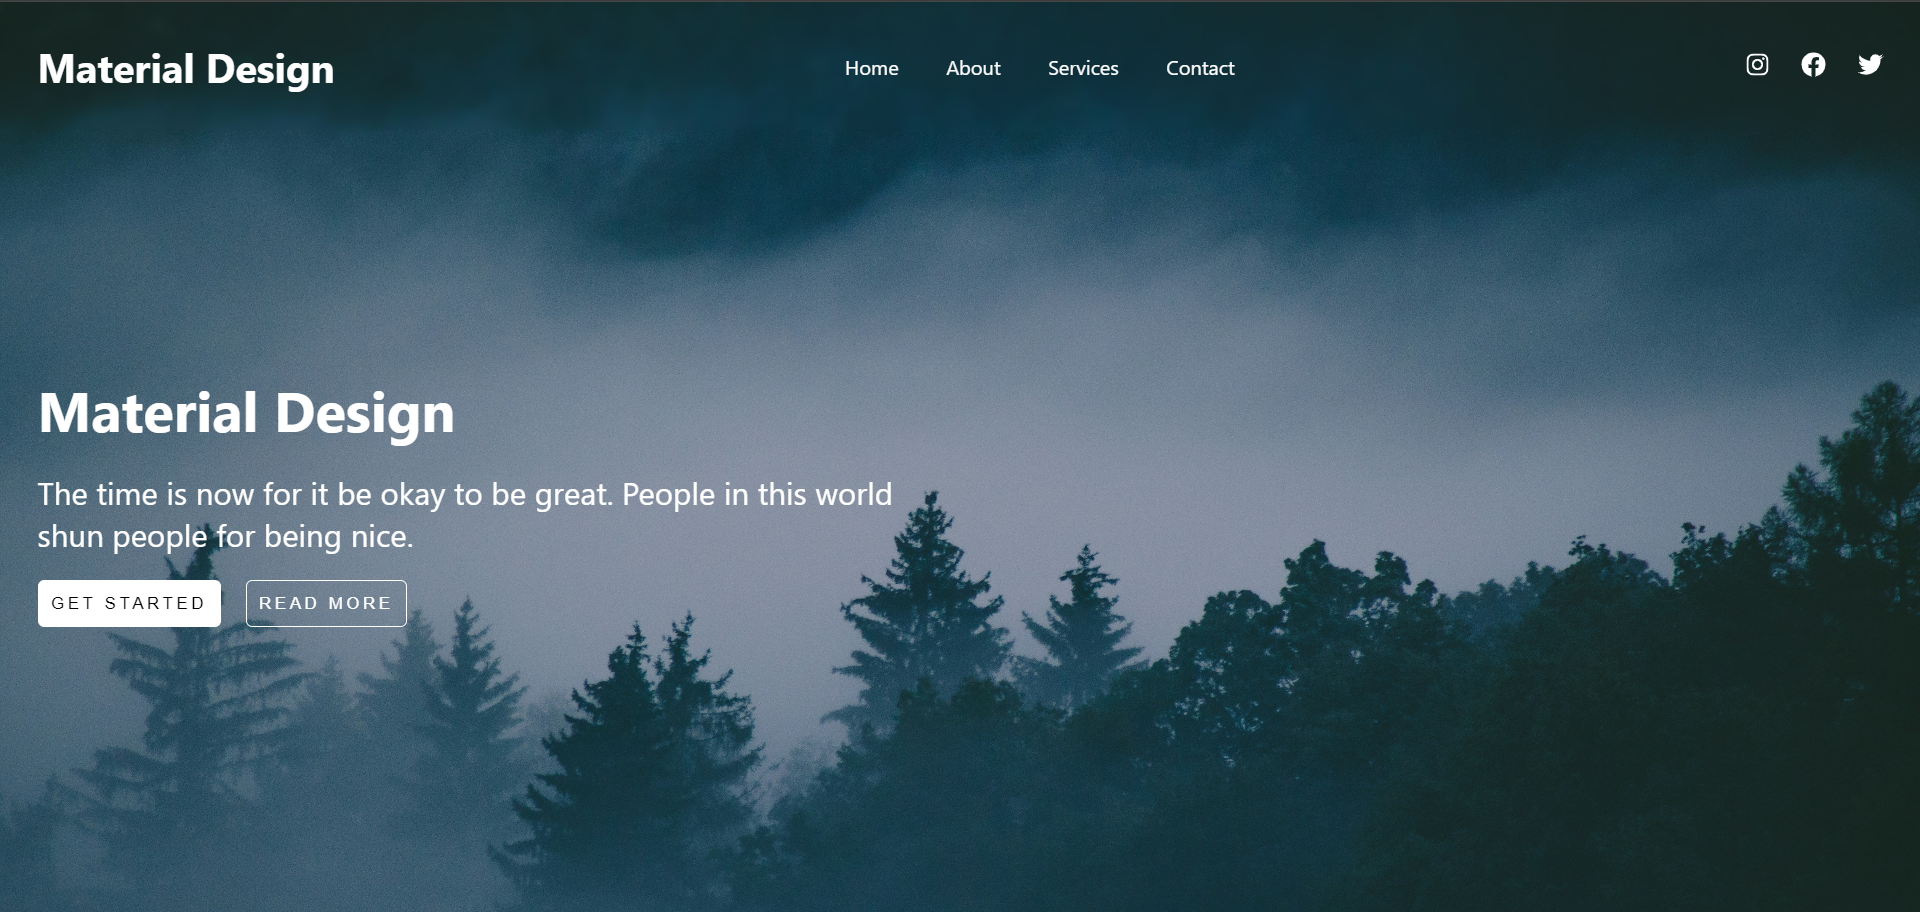 Material Design
Home About Services Contact
Material Design
The time is now for it be okay to be great. People in this world
shun people for being nice.
GET STARTED READ MORE